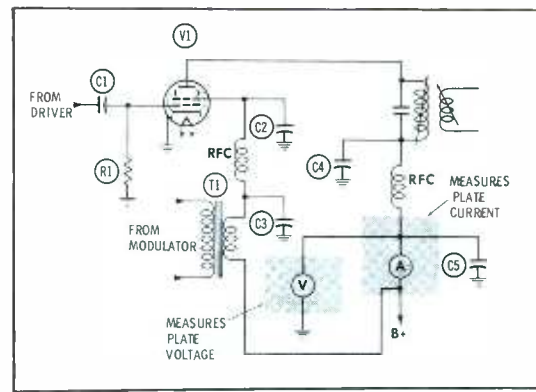 V1
C1
FROM
DRIVER
C2
RFC
C4
R1
T1
RFC
MEASURES
PLATE
CURRENT
C3
FROM
MODULATOR
A
C5
V
MEASURES
PLATE
VOLTAGE
B+